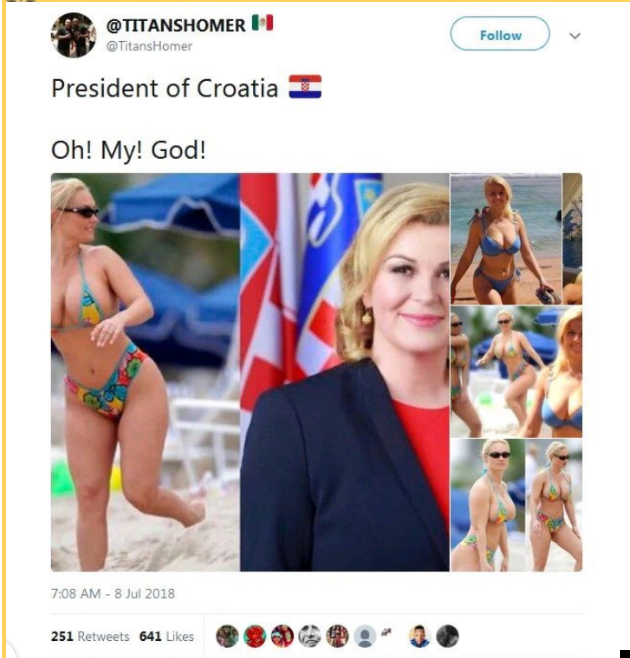 @TITANSHOMER 🇲🇽
@TitansHomer
Follow
President of Croatia 🇭🇷
Oh! My! God!
7:08 AM - 8 Jul 2018
251 Retweets 641 Likes